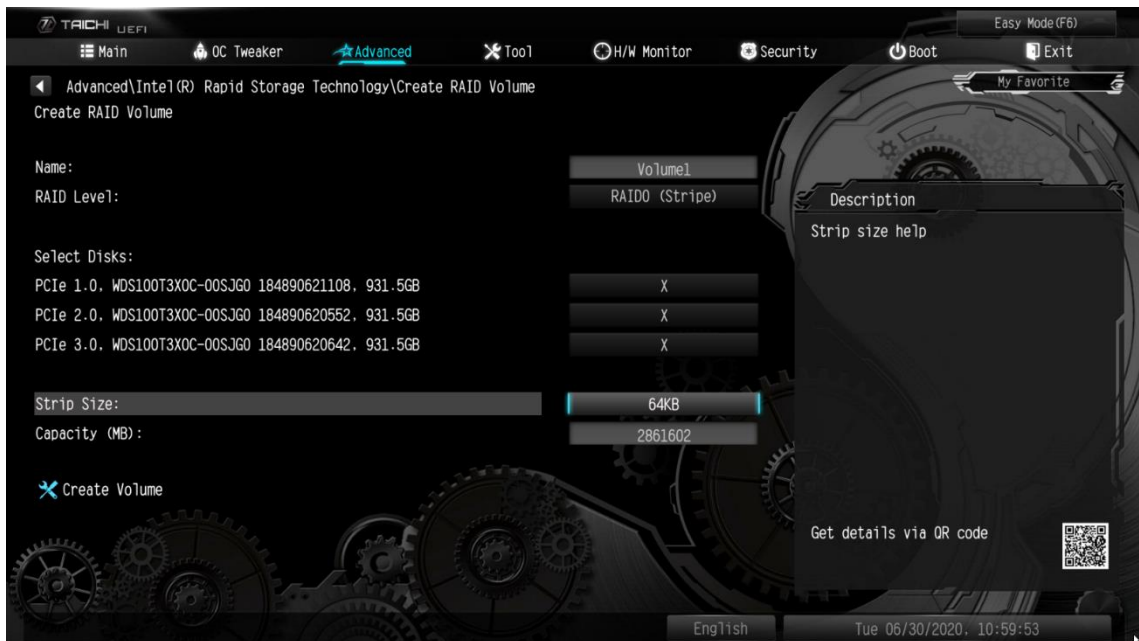 TAICHI UEFI
Easy Mode(F6)
Main OC Tweaker Advanced Tool H/W Monitor Security Boot Exit
Advanced\Intel(R) Rapid Storage Technology\Create RAID Volume
My Favorite
Create RAID Volume
Name: Volume1
RAID Level: RAID0 (Stripe)
Description
Strip size help
Select Disks:
PCIe 1.0, WDS100T3X0C-00SJG0 184890621108, 931.5GB X
PCIe 2.0, WDS100T3X0C-00SJG0 184890620552, 931.5GB X
PCIe 3.0, WDS100T3X0C-00SJG0 184890620642, 931.5GB X
Strip Size: 64KB
Capacity (MB): 2861602
Create Volume
Get details via QR code
English
Tue 06/30/2020, 10:59:53